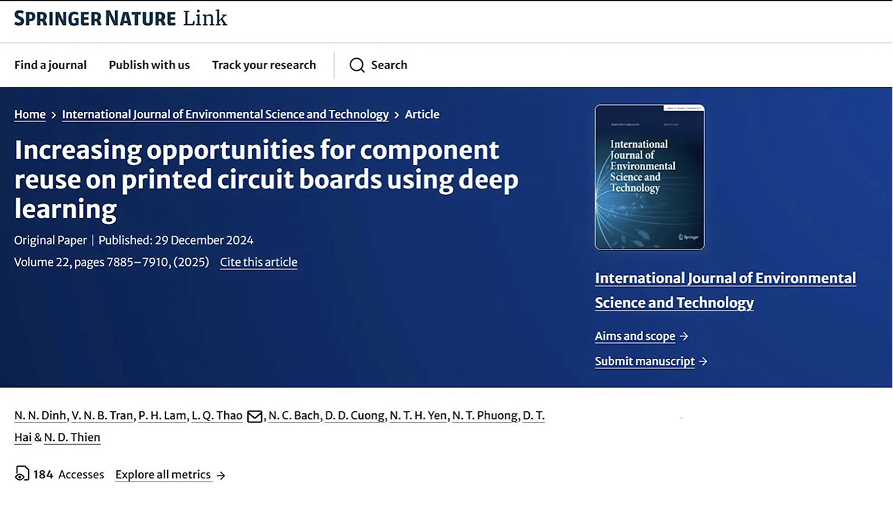 SPRINGER NATURE Link
Find a journal Publish with us Track your research Search
Home > International Journal of Environmental Science and Technology > Article
Increasing opportunities for component
reuse on printed circuit boards using deep
learning
Original Paper | Published: 29 December 2024
Volume 22, pages 7885–7910, (2025) Cite this article
International
Journal of
Environmental
Science and
Technology
Springer
International Journal of Environmental
Science and Technology
Aims and scope →
Submit manuscript →
N. N. Dinh, V. N. B. Tran, P. H. Lam, L. Q. Thao, N. C. Bach, D. D. Cuong, N. T. H. Yen, N. T. Phuong, D. T.
Hai & N. D. Thien
184 Accesses Explore all metrics →